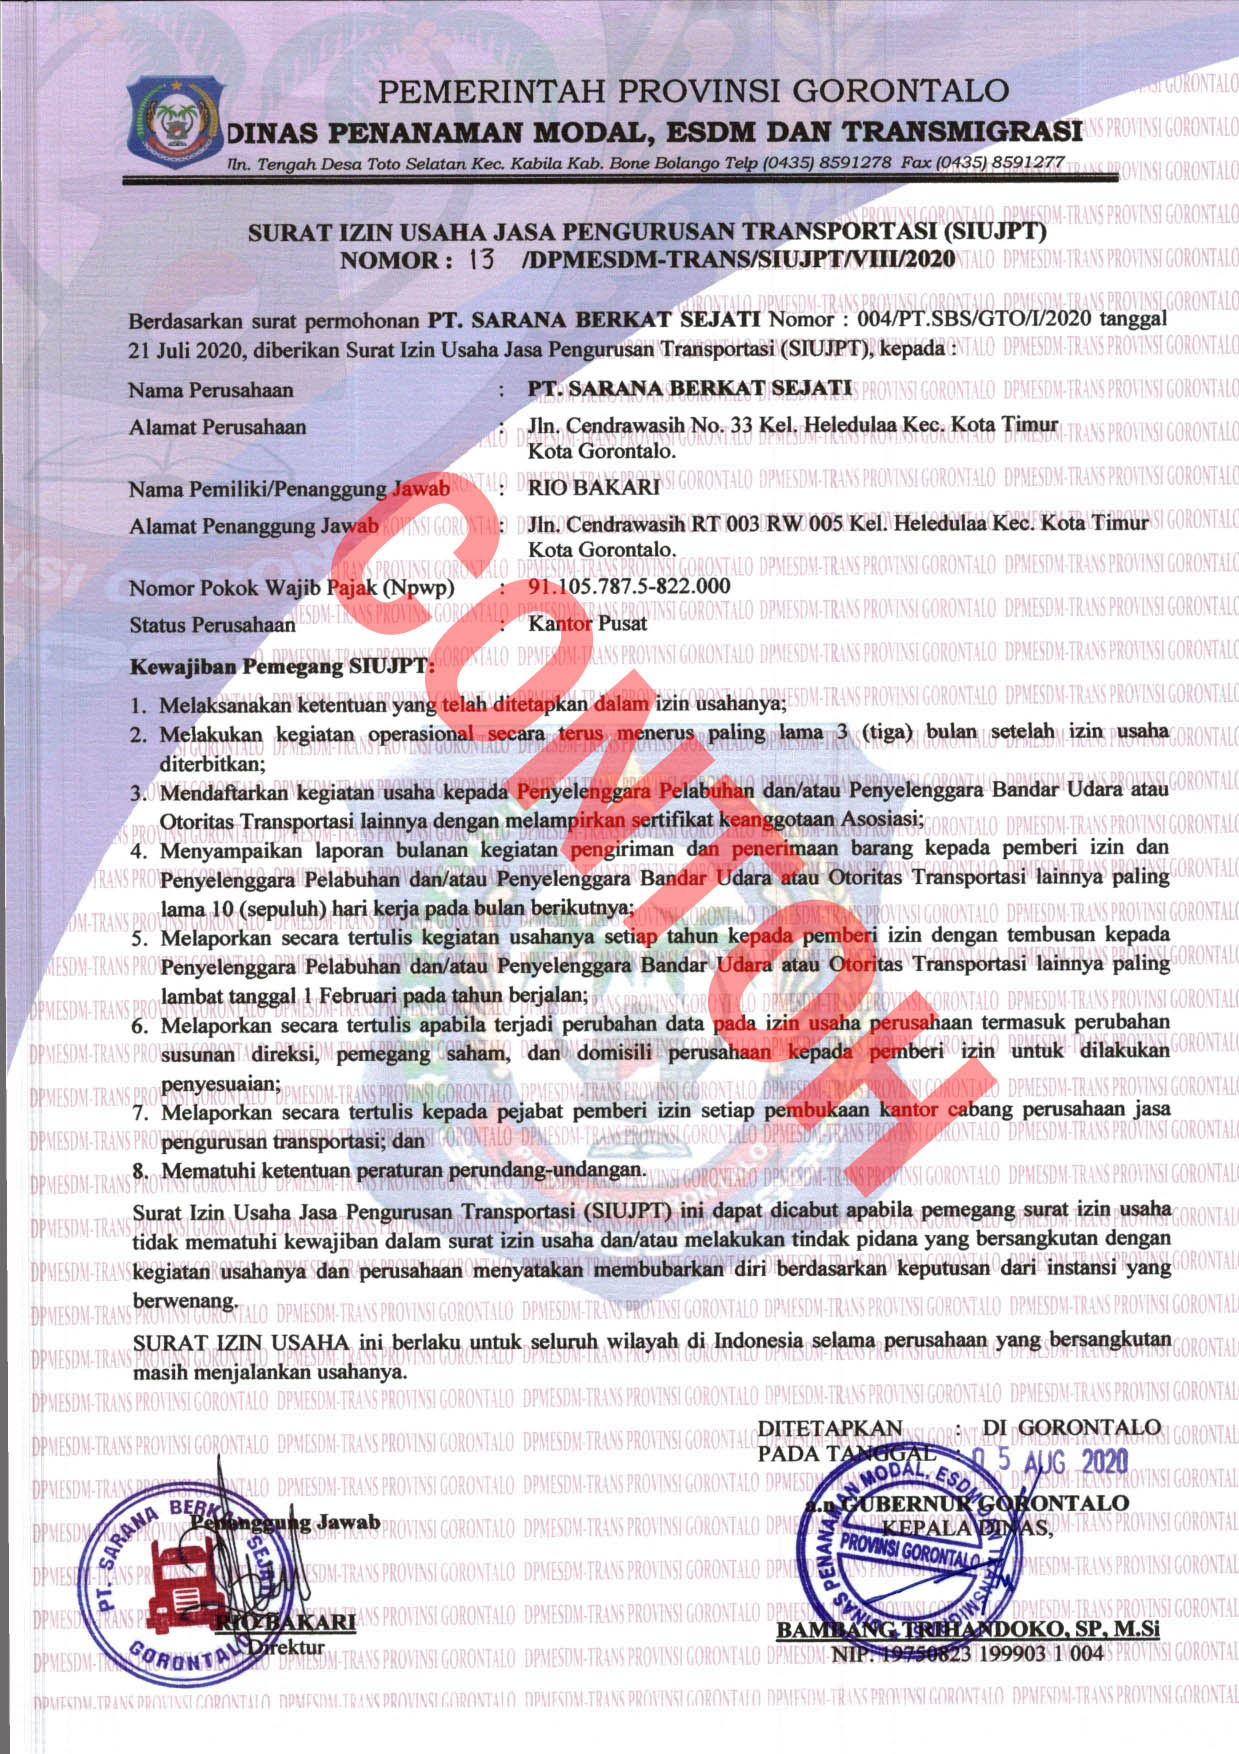 PEMERINTAH PROVINSI GORONTALO
DINAS PENANAMAN MODAL, ESDM DAN TRANSMIGRASI
Jln. Tengah Desa Toto Selatan Kec. Kabila Kab. Bone Bolango Telp (0435) 8591278 Fax (0435) 8591277
SURAT IZIN USAHA JASA PENGURUSAN TRANSPORTASI (SIUJPT)
NOMOR : 13 /DPMESDM-TRANS/SIUJPT/VIII/2020
Berdasarkan surat permohonan PT. SARANA BERKAT SEJATI Nomor : 004/PT.SBS/GTO/I/2020 tanggal
21 Juli 2020, diberikan Surat Izin Usaha Jasa Pengurusan Transportasi (SIUJPT), kepada :
Nama Perusahaan : PT. SARANA BERKAT SEJATI
Alamat Perusahaan : Jln. Cendrawasih No. 33 Kel. Heledulaa Kec. Kota Timur
Kota Gorontalo.
Nama Pemiliki/Penanggung Jawab : RIO BAKARI
Alamat Penanggung Jawab : Jln. Cendrawasih RT 003 RW 005 Kel. Heledulaa Kec. Kota Timur
Kota Gorontalo.
Nomor Pokok Wajib Pajak (Npwp) : 91.105.787.5-822.000
Status Perusahaan : Kantor Pusat
Kewajiban Pemegang SIUJPT:
1. Melaksanakan ketentuan yang telah ditetapkan dalam izin usahanya;
2. Melakukan kegiatan operasional secara terus menerus paling lama 3 (tiga) bulan setelah izin usaha
diterbitkan;
3. Mendaftarkan kegiatan usaha kepada Penyelenggara Pelabuhan dan/atau Penyelenggara Bandar Udara atau
Otoritas Transportasi lainnya dengan melampirkan sertifikat keanggotaan Asosiasi;
4. Menyampaikan laporan bulanan kegiatan pengiriman dan penerimaan barang kepada pemberi izin dan
Penyelenggara Pelabuhan dan/atau Penyelenggara Bandar Udara atau Otoritas Transportasi lainnya paling
lama 10 (sepuluh) hari kerja pada bulan berikutnya;
5. Melaporkan secara tertulis kegiatan usahanya setiap tahun kepada pemberi izin dengan tembusan kepada
Penyelenggara Pelabuhan dan/atau Penyelenggara Bandar Udara atau Otoritas Transportasi lainnya paling
lambat tanggal 1 Februari pada tahun berjalan;
6. Melaporkan secara tertulis apabila terjadi perubahan data pada izin usaha perusahaan termasuk perubahan
susunan direksi, pemegang saham, dan domisili perusahaan kepada pemberi izin untuk dilakukan
penyesuaian;
7. Melaporkan secara tertulis kepada pejabat pemberi izin setiap pembukaan kantor cabang perusahaan jasa
pengurusan transportasi; dan
8. Mematuhi ketentuan peraturan perundang-undangan.
Surat Izin Usaha Jasa Pengurusan Transportasi (SIUJPT) ini dapat dicabut apabila pemegang surat izin usaha
tidak mematuhi kewajiban dalam surat izin usaha dan/atau melakukan tindak pidana yang bersangkutan dengan
kegiatan usahanya dan perusahaan menyatakan membubarkan diri berdasarkan keputusan dari instansi yang
berwenang.
SURAT IZIN USAHA ini berlaku untuk seluruh wilayah di Indonesia selama perusahaan yang bersangkutan
masih menjalankan usahanya.
CONTOH
DITETAPKAN : DI GORONTALO
PADA TANGGAL : 05 AUG 2020
a.n GUBERNUR GORONTALO
KEPALA DINAS,
DINAS PENANAMAN MODAL, ESDM DAN TRANSMIGRASI
PROVINSI GORONTALO
BAMBANG TRIHANDOKO, SP, M.Si
NIP. 19750823 199903 1 004
Penanggung Jawab
PT. SARANA BERKAT SEJATI
GORONTALO
RIO BAKARI
Direktur
DPMESDM-TRANS PROVINSI GORONTALO